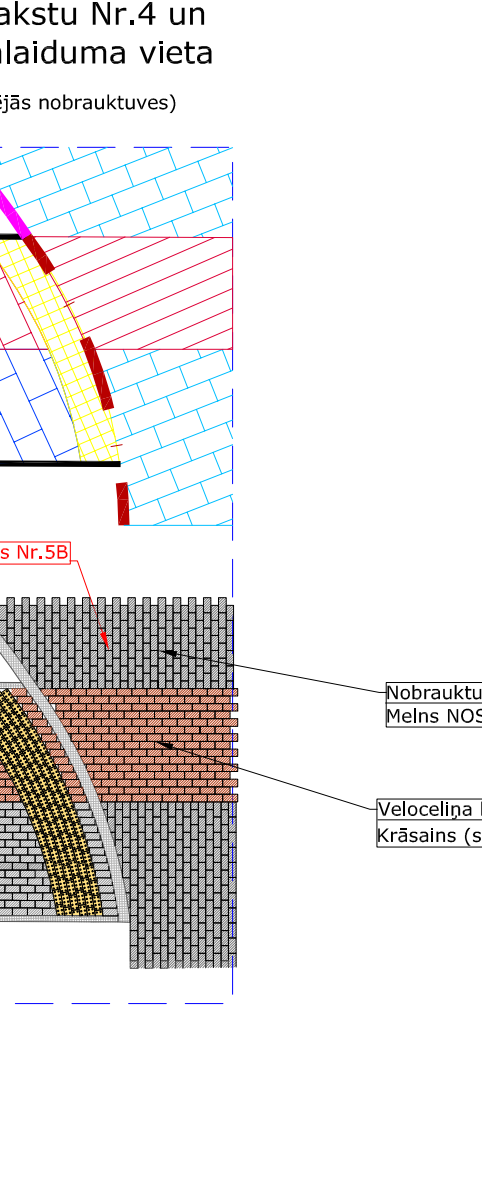 akstu Nr.4 un
laiduma vieta
ējās nobrauktuves)
s Nr.5B
Nobrauktu
Melns NOS
Veloceliņa
Krāsains (s